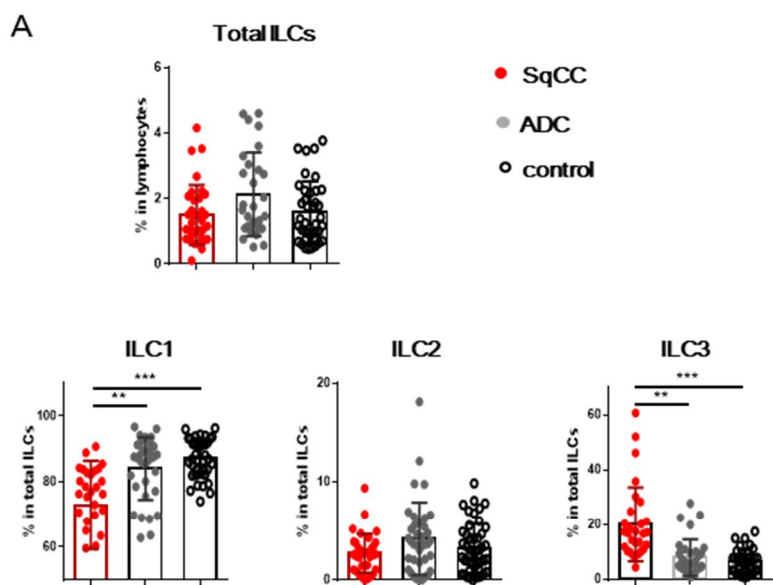 A
Total ILCs
% in lymphocytes
6
4
2
0
SqCC
ADC
control
ILC1
% in total ILCs
100
80
60
***
**
ILC2
% in total ILCs
20
10
0
ILC3
% in total ILCs
60
40
20
0
***
**